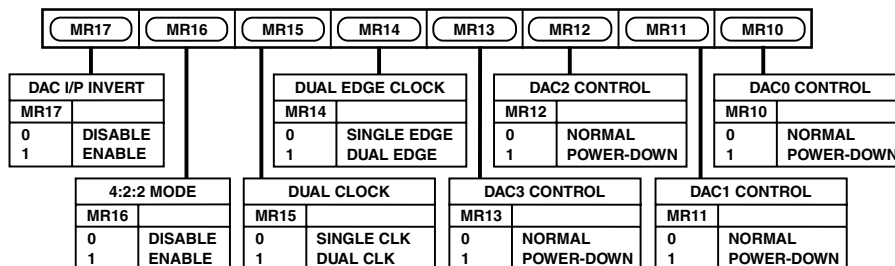 MR17 MR16 MR15 MR14 MR13 MR12 MR11 MR10
DAC I/P INVERT
MR17
0 DISABLE
1 ENABLE
DUAL EDGE CLOCK
MR14
0 SINGLE EDGE
1 DUAL EDGE
DAC2 CONTROL
MR12
0 NORMAL
1 POWER-DOWN
DAC0 CONTROL
MR10
0 NORMAL
1 POWER-DOWN
4:2:2 MODE
MR16
0 DISABLE
1 ENABLE
DUAL CLOCK
MR15
0 SINGLE CLK
1 DUAL CLK
DAC3 CONTROL
MR13
0 NORMAL
1 POWER-DOWN
DAC1 CONTROL
MR11
0 NORMAL
1 POWER-DOWN